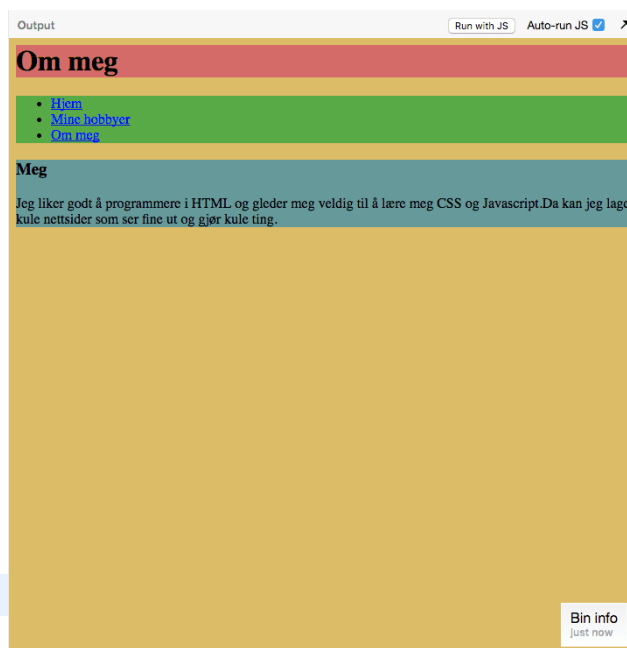 Output
Run with JS
Auto-run JS
Om meg
Hjem
Mine hobbyer
Om meg
Meg
Jeg liker godt å programmere i HTML og gleder meg veldig til å lære meg CSS og Javascript.Da kan jeg lage
kule nettsider som ser fine ut og gjør kule ting.
Bin info
just now